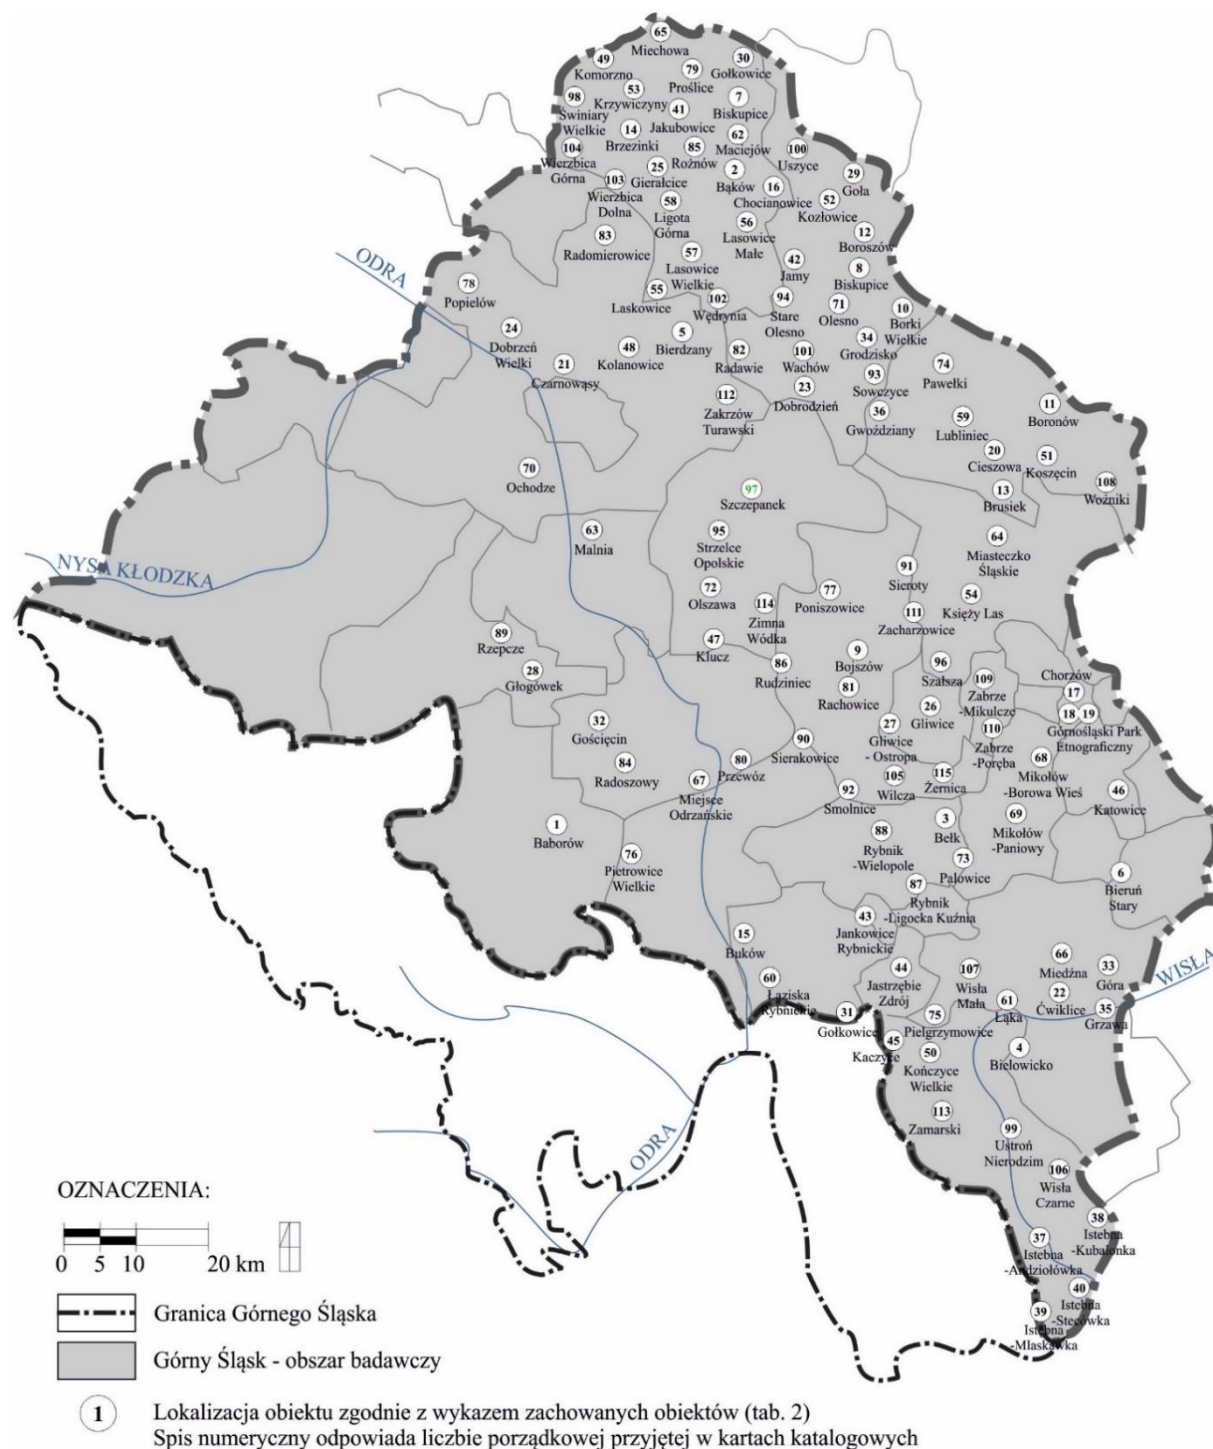 65
Miechowa
49
Komorzno
79
Proślice
30
Gołkowice
53
Krzywiczyny
98
Świniary
Wielkie
41
Jakubowice
7
Biskupice
14
Brzezinki
62
Maciejów
104
Wierzbica
Górna
85
Rożnów
100
Uszyce
25
Gierałcice
2
Bąków
103
Wierzbica
Dolna
29
Goła
16
Chocianowice
58
Ligota
Górna
52
Kozłowice
56
Lasowice
Małe
83
Radomierowice
12
Boroszów
57
Lasowice
Wielkie
42
Jamy
8
Biskupice
ODRA
78
Popielów
55
Laskowice
102
Wędrynia
94
Stare
Olesno
71
Olesno
10
Borki
Wielkie
24
Dobrzeń
Wielki
5
Bierdzany
34
Grodzisko
48
Kolanowice
82
Radawie
101
Wachów
21
Czarnowąsy
74
Pawełki
93
Sowczyce
23
Dobrodzień
112
Zakrzów
Turawski
11
Boronów
36
Gwoździany
59
Lubliniec
20
Cieszowa
51
Koszęcin
70
Ochodze
97
Szczepanek
13
Brusiek
108
Woźniki
63
Malnia
95
Strzelce
Opolskie
64
Miasteczko
Śląskie
NYSA KŁODZKA
91
Sieroty
72
Olszawa
77
Poniszowice
54
Księży Las
114
Zimna
Wódka
111
Zacharzowice
89
Rzepcze
47
Klucz
9
Bojszów
28
Głogówek
86
Rudziniec
96
Szałsza
109
Zabrze
-Mikulcze
81
Rachowice
Chorzów
17
18
19
Górnośląski Park
Etnograficzny
26
Gliwice
32
Gościęcin
27
Gliwice
- Ostropa
110
Zabrze
-Poręba
90
Sierakowice
84
Radoszowy
80
Przewóz
68
Mikołów
-Borowa Wieś
67
Miejsce
Odrzańskie
105
Wilcza
115
Żernica
92
Smolnice
46
Katowice
1
Baborów
3
Bełk
69
Mikołów
-Paniowy
88
Rybnik
-Wielopole
76
Pietrowice
Wielkie
73
Palowice
6
Bieruń
Stary
87
Rybnik
-Ligocka Kuźnia
43
Jankowice
Rybnickie
15
Buków
66
Miedźna
33
Góra
WISŁA
44
Jastrzębie
Zdrój
107
Wisła
Mała
60
Łaziska
Rybnickie
22
Ćwiklice
61
Łąka
35
Grzawa
31
Gołkowice
75
Pielgrzymowice
45
Kaczyce
50
Kończyce
Wielkie
4
Bielowicko
113
Zamarski
99
Ustroń
Nierodzim
ODRA
106
Wisła
Czarne
38
Istebna
-Kubalonka
37
Istebna
-Andziołówka
40
Istebna
-Stecówka
39
Istebna
-Mlaskawka
OZNACZENIA:
0 5 10 20 km
Granica Górnego Śląska
Górny Śląsk - obszar badawczy
1 Lokalizacja obiektu zgodnie z wykazem zachowanych obiektów (tab. 2)
Spis numeryczny odpowiada liczbie porządkowej przyjętej w kartach katalogowych